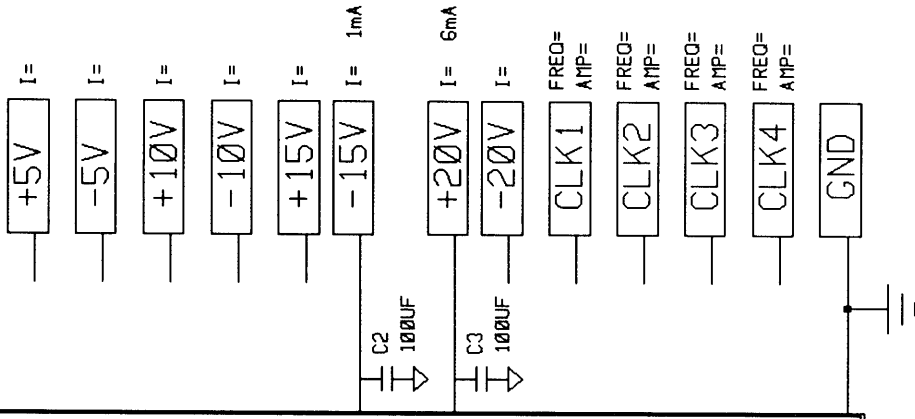 I=
I=
I=
I=
I=
I= 1mA
I= 6mA
I=
FREQ=
AMP=
FREQ=
AMP=
FREQ=
AMP=
FREQ=
AMP=
+5V
-5V
+10V
-10V
+15V
-15V
+20V
-20V
CLK1
CLK2
CLK3
CLK4
GND
C2
100UF
C3
100UF